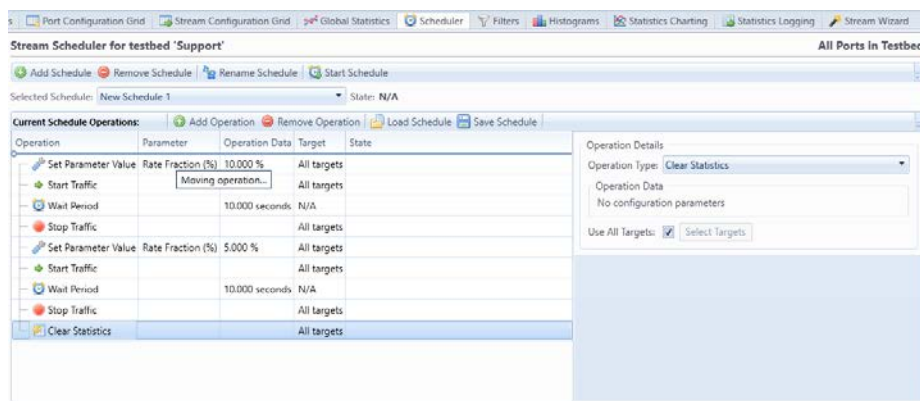 s Port Configuration Grid Stream Configuration Grid Global Statistics Scheduler Filters Histograms Statistics Charting Statistics Logging Stream Wizard
Stream Scheduler for testbed 'Support' All Ports in Testbed
Add Schedule Remove Schedule Rename Schedule Start Schedule
Selected Schedule: New Schedule 1 State: N/A
Current Schedule Operations: Add Operation Remove Operation Load Schedule Save Schedule
Operation Parameter Operation Data Target State
Set Parameter Value Rate Fraction (%) 10.000 % All targets
Moving operation...
Start Traffic All targets
Wait Period 10.000 seconds N/A
Stop Traffic All targets
Set Parameter Value Rate Fraction (%) 5.000 % All targets
Start Traffic All targets
Wait Period 10.000 seconds N/A
Stop Traffic All targets
Clear Statistics All targets
Operation Details
Operation Type: Clear Statistics
Operation Data
No configuration parameters
Use All Targets: Select Targets